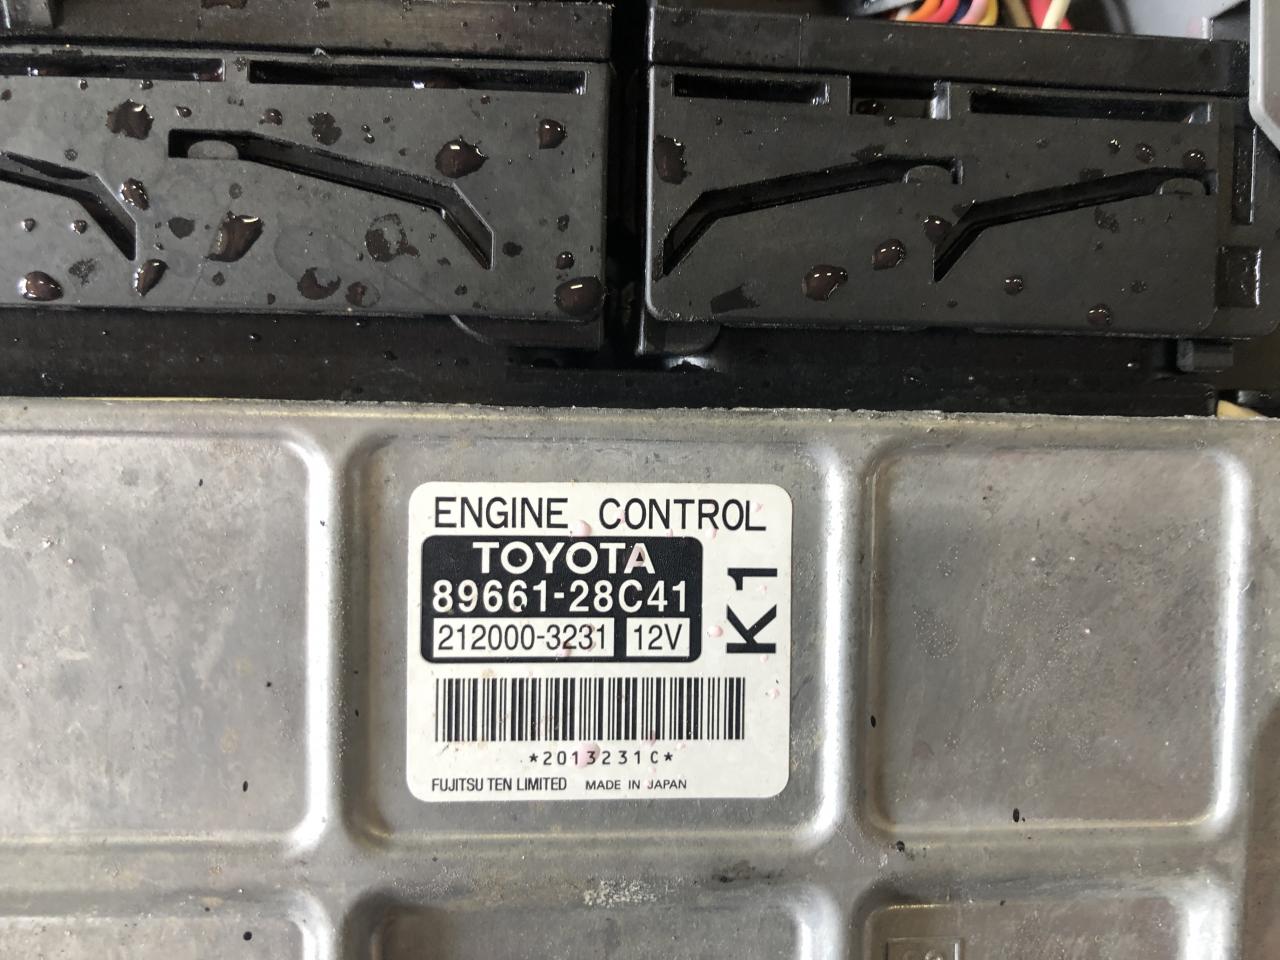 ENGINE CONTROL
TOYOTA
89661-28C41
212000-3231 12V
K1
*2013231C*
FUJITSU TEN LIMITED MADE IN JAPAN